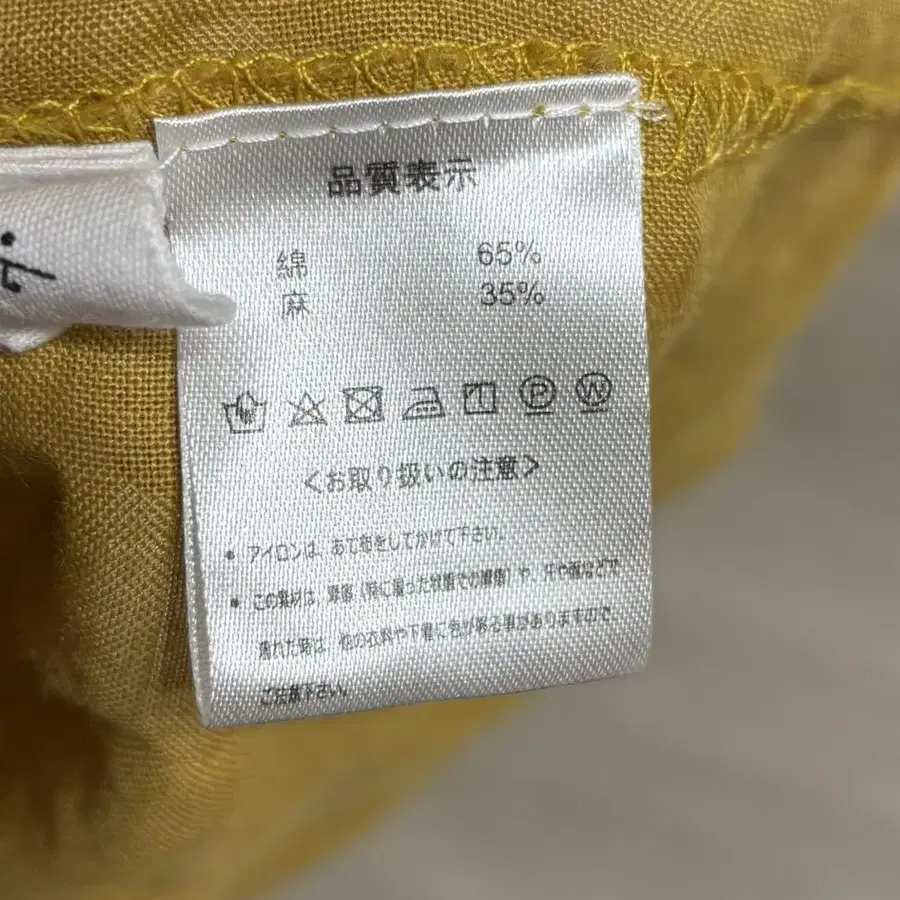 品質表示
綿 65%
麻 35%
P W
<お取り扱いの注意>
• アイロンは、あて布をしてかけて下さい。
• この素材は、摩擦(特に湿った状態での摩擦)や、汗や雨などで
濡れた時は、他の衣料や下着に色が移る事がありますので
ご注意下さい。